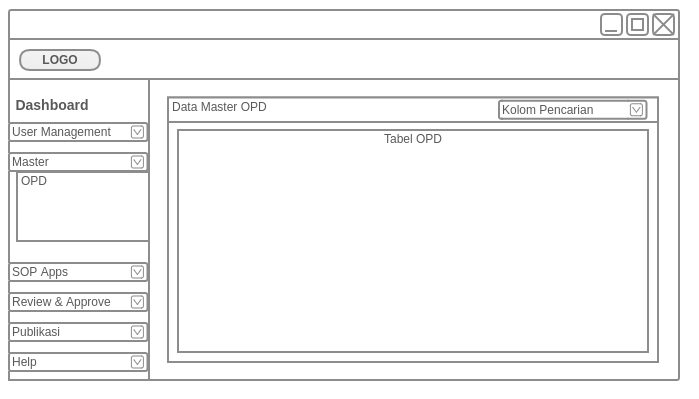 LOGO
Dashboard
User Management
Master
OPD
SOP Apps
Review & Approve
Publikasi
Help
Data Master OPD
Kolom Pencarian
Tabel OPD